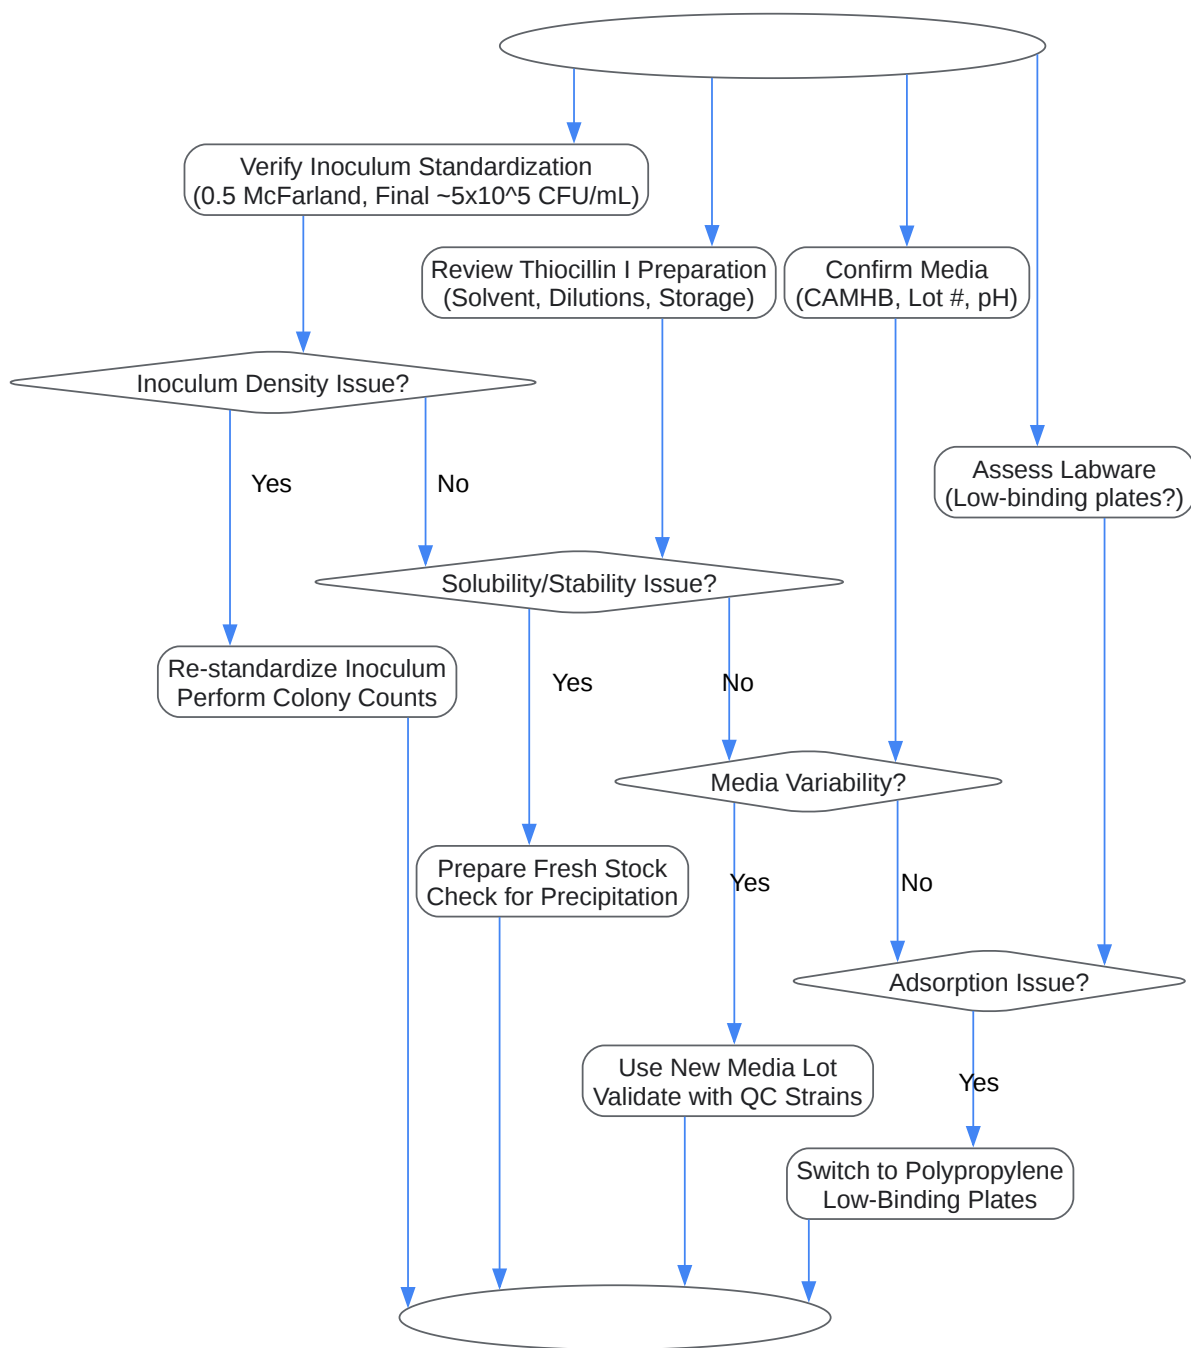 Verify Inoculum Standardization
(0.5 McFarland, Final ~5x10^5 CFU/mL)
Review Thiocillin I Preparation
(Solvent, Dilutions, Storage)
Confirm Media
(CAMHB, Lot #, pH)
Inoculum Density Issue?
Assess Labware
(Low-binding plates?)
Yes
No
Solubility/Stability Issue?
Re-standardize Inoculum
Perform Colony Counts
Yes
No
Media Variability?
Prepare Fresh Stock
Check for Precipitation
Yes
No
Adsorption Issue?
Use New Media Lot
Validate with QC Strains
Yes
Switch to Polypropylene
Low-Binding Plates